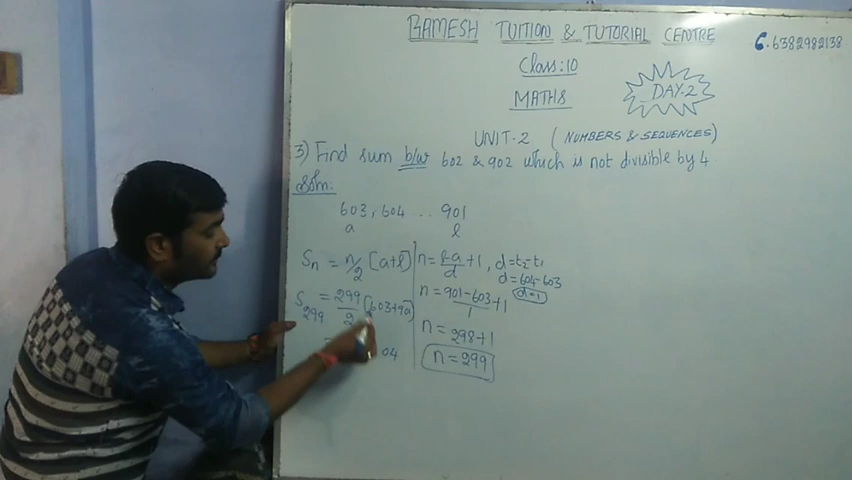 RAMESH TUITION & TUTORIAL CENTRE
6382982138
Class:10
MATHS
DAY-2
UNIT-2 (NUMBERS & SEQUENCES)
3) Find sum b/w 602 & 902 which is not divisible by 4
Soln:
603, 604 .. 901
a l
Sn = n/2 [a+l]
S299 = 299/2 [603+901]
=
04
n = l-a/d +1, d=t2-t1
d=604-603
d=1
n = 901-603/1 +1
n = 298+1
n = 299